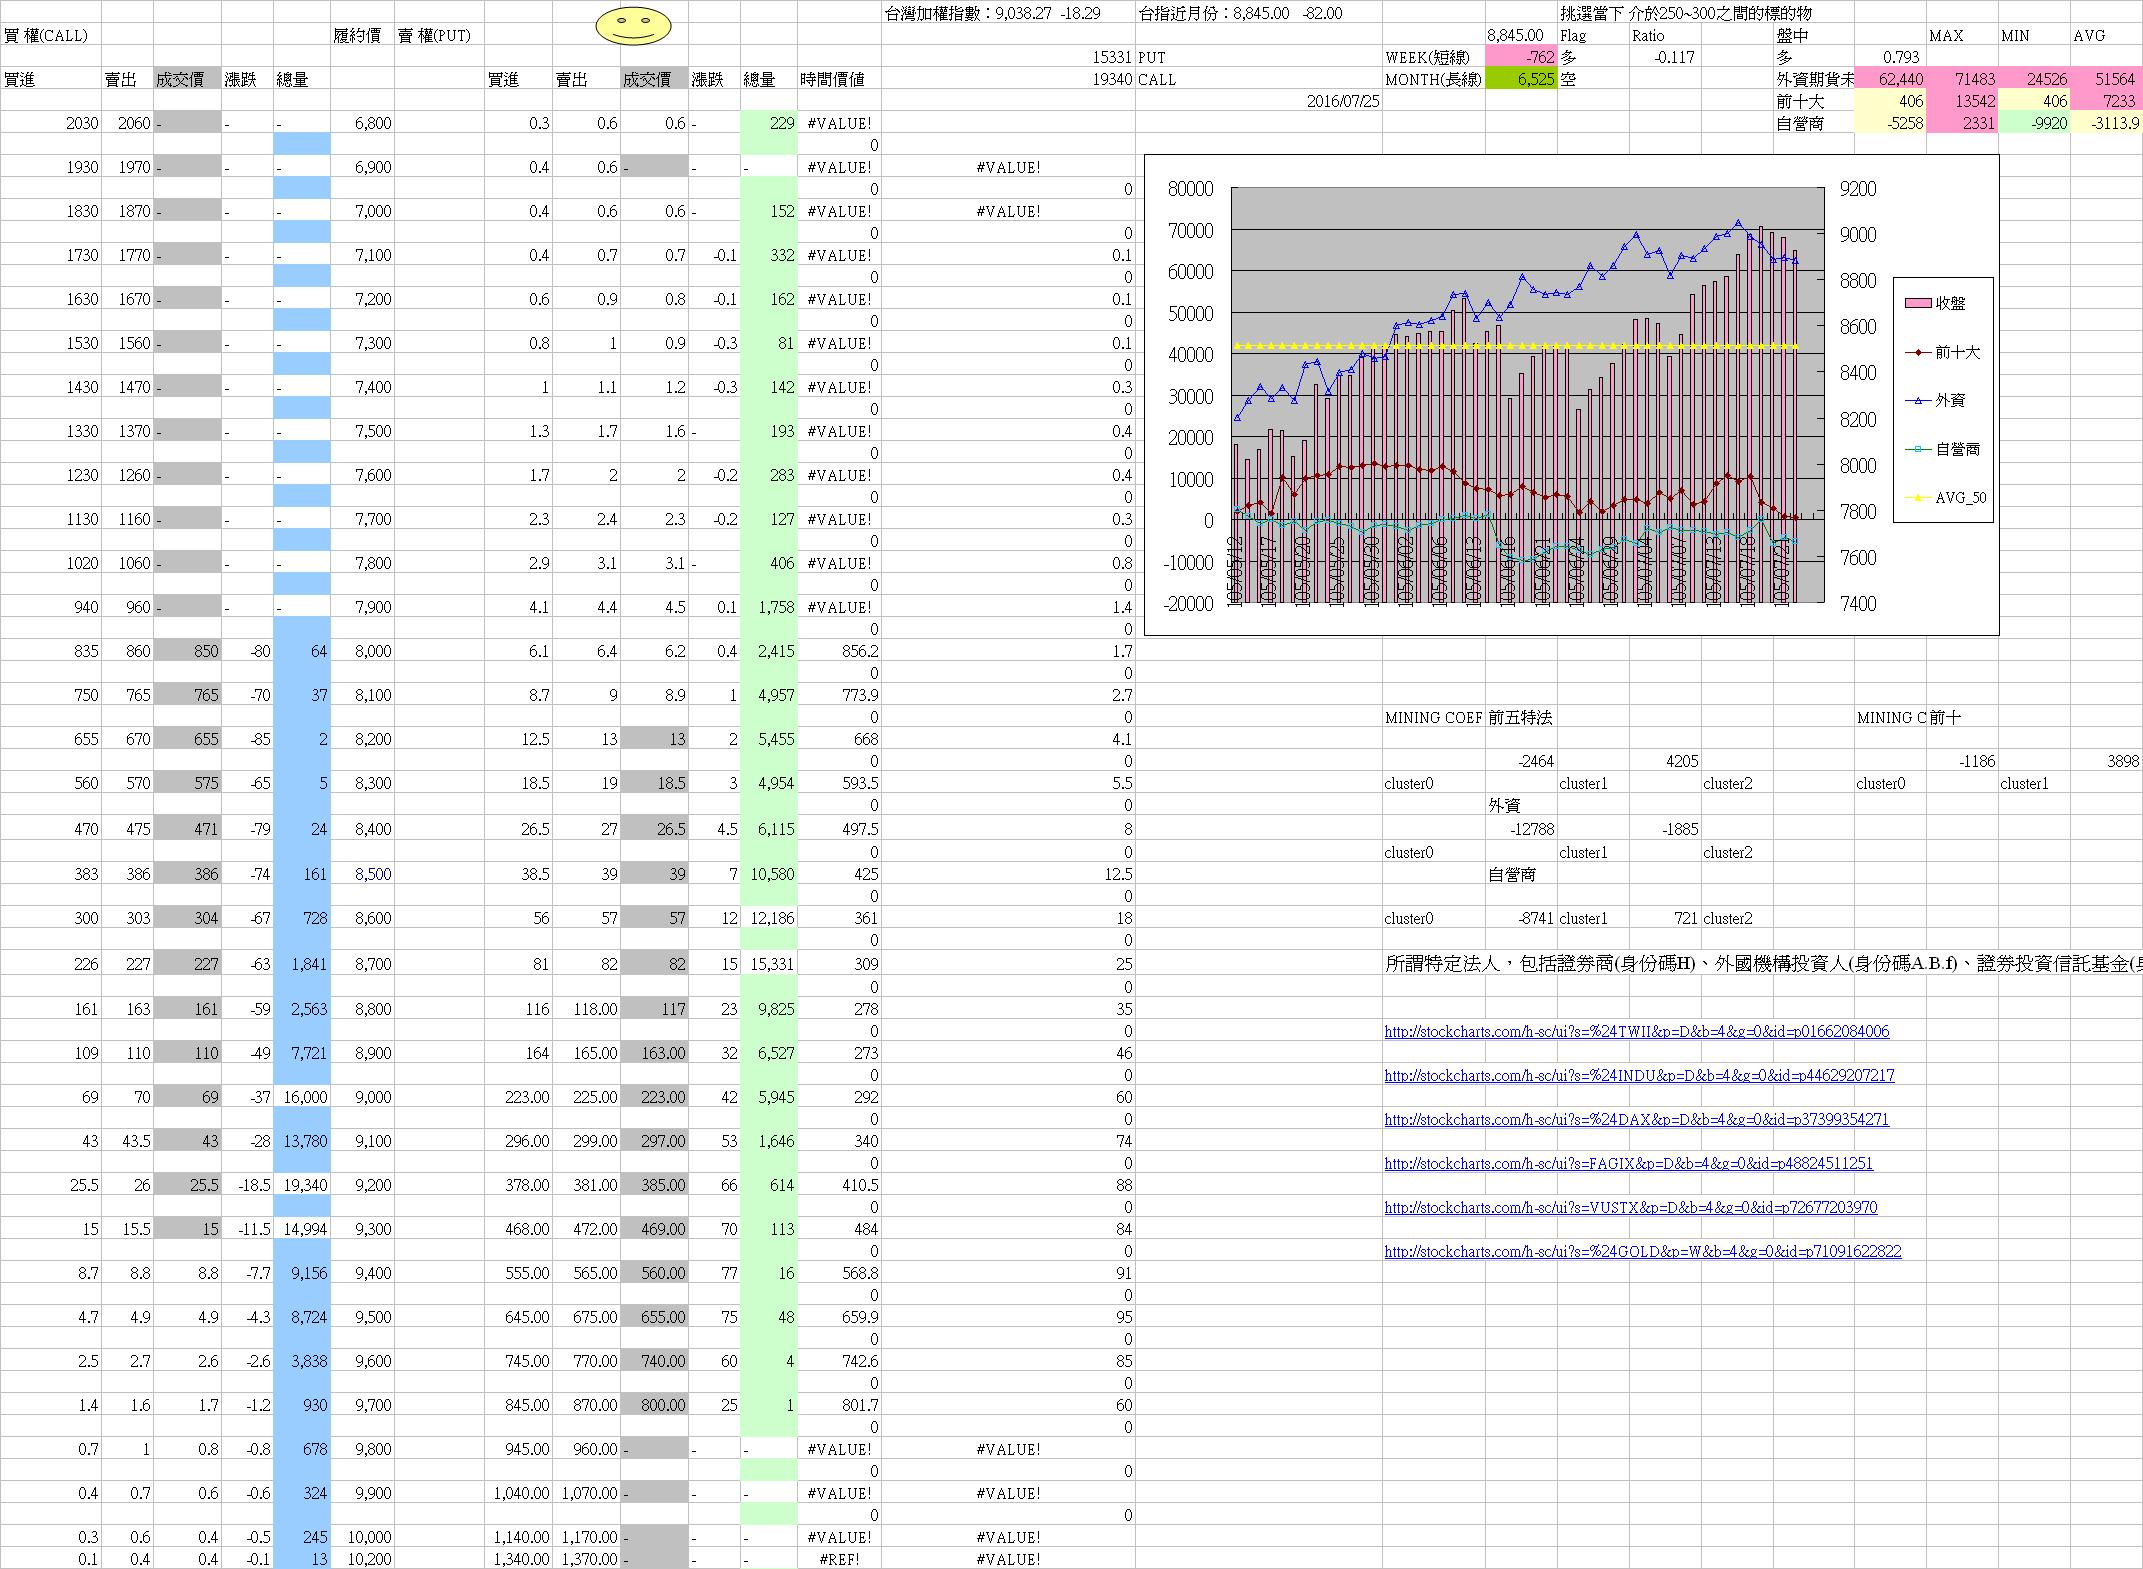 台灣加權指數：9,038.27 -18.29 台指近月份：8,845.00 -82.00 挑選當下 介於250~300之間的標的物
買 權(CALL) 履約價 賣 權(PUT) 8,845.00 Flag Ratio 盤中 MAX MIN AVG
15331 PUT WEEK(短線) -762 多 -0.117 多 0.793
買進 賣出 成交價 漲跌 總量 買進 賣出 成交價 漲跌 總量 時間價值 19340 CALL MONTH(長線) 6,525 空 外資期貨未 62,440 71483 24526 51564
2016/07/25 前十大 406 13542 406 7233
2030 2060 - - - 6,800 0.3 0.6 0.6 - 229 #VALUE! 自營商 -5258 2331 -9920 -3113.9
0
1930 1970 - - - 6,900 0.4 0.6 - - - #VALUE! #VALUE!
0 0
1830 1870 - - - 7,000 0.4 0.6 0.6 - 152 #VALUE! #VALUE!
0 0
1730 1770 - - - 7,100 0.4 0.7 0.7 -0.1 332 #VALUE! 0.1
0 0
1630 1670 - - - 7,200 0.6 0.9 0.8 -0.1 162 #VALUE! 0.1
0 0
1530 1560 - - - 7,300 0.8 1 0.9 -0.3 81 #VALUE! 0.1
0 0
1430 1470 - - - 7,400 1 1.1 1.2 -0.3 142 #VALUE! 0.3
0 0
1330 1370 - - - 7,500 1.3 1.7 1.6 - 193 #VALUE! 0.4
0 0
1230 1260 - - - 7,600 1.7 2 2 -0.2 283 #VALUE! 0.4
0 0
1130 1160 - - - 7,700 2.3 2.4 2.3 -0.2 127 #VALUE! 0.3
0 0
1020 1060 - - - 7,800 2.9 3.1 3.1 - 406 #VALUE! 0.8
0 0
940 960 - - - 7,900 4.1 4.4 4.5 0.1 1,758 #VALUE! 1.4
0 0
80000 9200
70000 9000
60000 8800
50000 8600
40000 8400
30000 8200
20000 8000
10000 7800
0 7600
-10000 7400
-20000
105/05/12 105/05/17 105/05/20 105/05/25 105/05/30 105/06/02 105/06/06 105/06/13 105/06/16 105/06/21 105/06/24 105/06/29 105/07/04 105/07/07 105/07/13 105/07/18 105/07/21
收盤
前十大
外資
自營商
AVG_50
835 860 850 -80 64 8,000 6.1 6.4 6.2 0.4 2,415 856.2 1.7
0 0
750 765 765 -70 37 8,100 8.7 9 8.9 1 4,957 773.9 2.7
0 0 MINING COEF 前五特法 MINING C 前十
655 670 655 -85 2 8,200 12.5 13 13 2 5,455 668 4.1
0 0 -2464 4205 -1186 3898
560 570 575 -65 5 8,300 18.5 19 18.5 3 4,954 593.5 5.5 cluster0 cluster1 cluster2 cluster0 cluster1
0 0 外資
470 475 471 -79 24 8,400 26.5 27 26.5 4.5 6,115 497.5 8 -12788 -1885
0 0 cluster0 cluster1 cluster2
383 386 386 -74 161 8,500 38.5 39 39 7 10,580 425 12.5 自營商
0 0
300 303 304 -67 728 8,600 56 57 57 12 12,186 361 18 cluster0 -8741 cluster1 721 cluster2
0 0
226 227 227 -63 1,841 8,700 81 82 82 15 15,331 309 25 所謂特定法人，包括證券商(身份碼H)、外國機構投資人(身份碼A.B.f)、證券投資信託基金(
0 0
161 163 161 -59 2,563 8,800 116 118.00 117 23 9,825 278 35
0 0 http://stockcharts.com/h-sc/ui?s=%24TWII&p=D&b=4&g=0&id=p01662084006
109 110 110 -49 7,721 8,900 164 165.00 163.00 32 6,527 273 46
0 0 http://stockcharts.com/h-sc/ui?s=%24INDU&p=D&b=4&g=0&id=p44629207217
69 70 69 -37 16,000 9,000 223.00 225.00 223.00 42 5,945 292 60
0 0 http://stockcharts.com/h-sc/ui?s=%24DAX&p=D&b=4&g=0&id=p37399354271
43 43.5 43 -28 13,780 9,100 296.00 299.00 297.00 53 1,646 340 74
0 0 http://stockcharts.com/h-sc/ui?s=FAGIX&p=D&b=4&g=0&id=p48824511251
25.5 26 25.5 -18.5 19,340 9,200 378.00 381.00 385.00 66 614 410.5 88
0 0 http://stockcharts.com/h-sc/ui?s=VUSTX&p=D&b=4&g=0&id=p72677203970
15 15.5 15 -11.5 14,994 9,300 468.00 472.00 469.00 70 113 484 84
0 0 http://stockcharts.com/h-sc/ui?s=%24GOLD&p=W&b=4&g=0&id=p71091622822
8.7 8.8 8.8 -7.7 9,156 9,400 555.00 565.00 560.00 77 16 568.8 91
0 0
4.7 4.9 4.9 -4.3 8,724 9,500 645.00 675.00 655.00 75 48 659.9 95
0 0
2.5 2.7 2.6 -2.6 3,838 9,600 745.00 770.00 740.00 60 4 742.6 85
0 0
1.4 1.6 1.7 -1.2 930 9,700 845.00 870.00 800.00 25 1 801.7 60
0 0
0.7 1 0.8 -0.8 678 9,800 945.00 960.00 - - - #VALUE! #VALUE!
0 0
0.4 0.7 0.6 -0.6 324 9,900 1,040.00 1,070.00 - - - #VALUE! #VALUE!
0 0
0.3 0.6 0.4 -0.5 245 10,000 1,140.00 1,170.00 - - - #VALUE! #VALUE!
0.1 0.4 0.4 -0.1 13 10,200 1,340.00 1,370.00 - - - #REF! #VALUE!